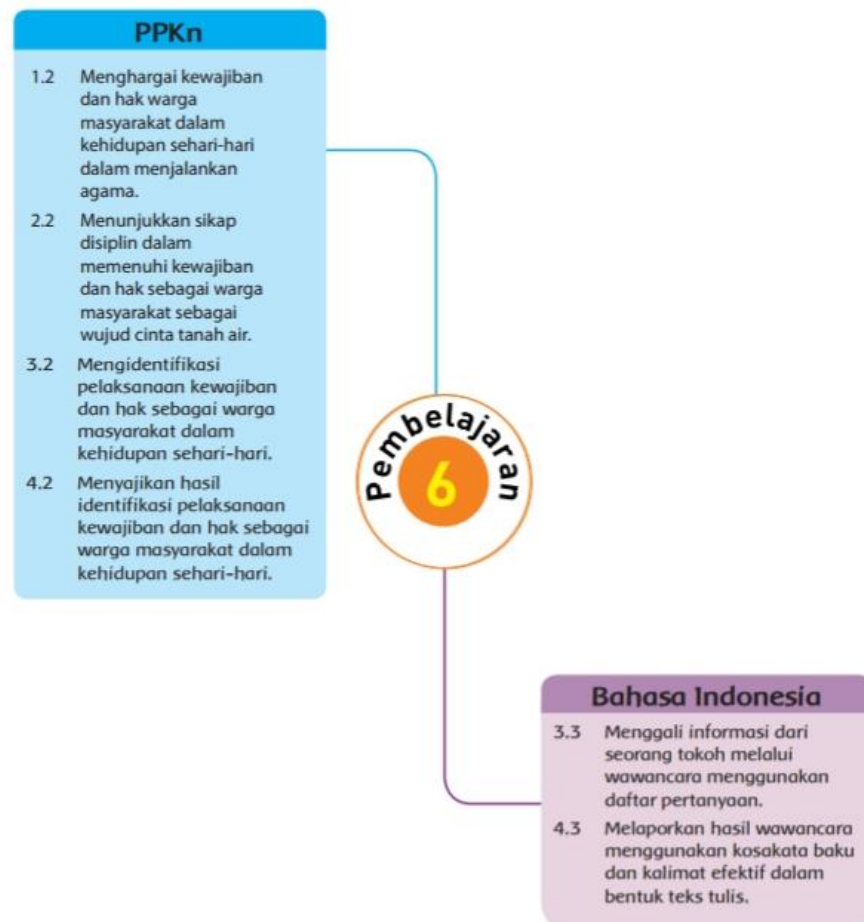 PPKn
1.2 Menghargai kewajiban
dan hak warga
masyarakat dalam
kehidupan sehari-hari
dalam menjalankan
agama.
2.2 Menunjukkan sikap
disiplin dalam
memenuhi kewajiban
dan hak sebagai warga
masyarakat sebagai
wujud cinta tanah air.
3.2 Mengidentifikasi
pelaksanaan kewajiban
dan hak sebagai warga
masyarakat dalam
kehidupan sehari-hari.
4.2 Menyajikan hasil
identifikasi pelaksanaan
kewajiban dan hak sebagai
warga masyarakat dalam
kehidupan sehari-hari.
Pembelajaran
6
Bahasa Indonesia
3.3 Menggali informasi dari
seorang tokoh melalui
wawancara menggunakan
daftar pertanyaan.
4.3 Melaporkan hasil wawancara
menggunakan kosakata baku
dan kalimat efektif dalam
bentuk teks tulis.